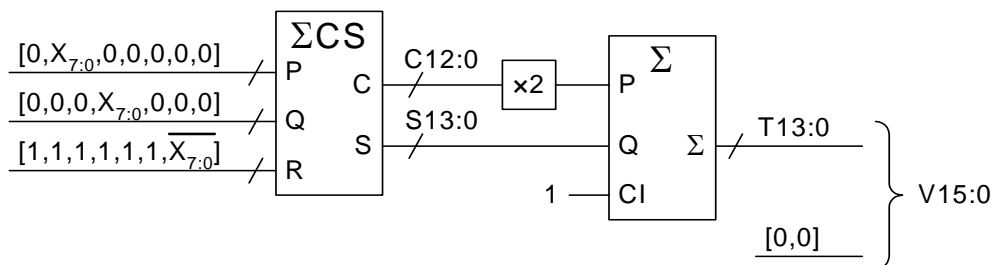 ΣCS
[0,X7:0,0,0,0,0,0]
P
C
C12:0
×2
Σ
P
[0,0,0,X7:0,0,0,0]
Q
S
S13:0
Q
Σ
T13:0
[1,1,1,1,1,1,X̅7̅:̅0̅]
R
1
CI
V15:0
[0,0]